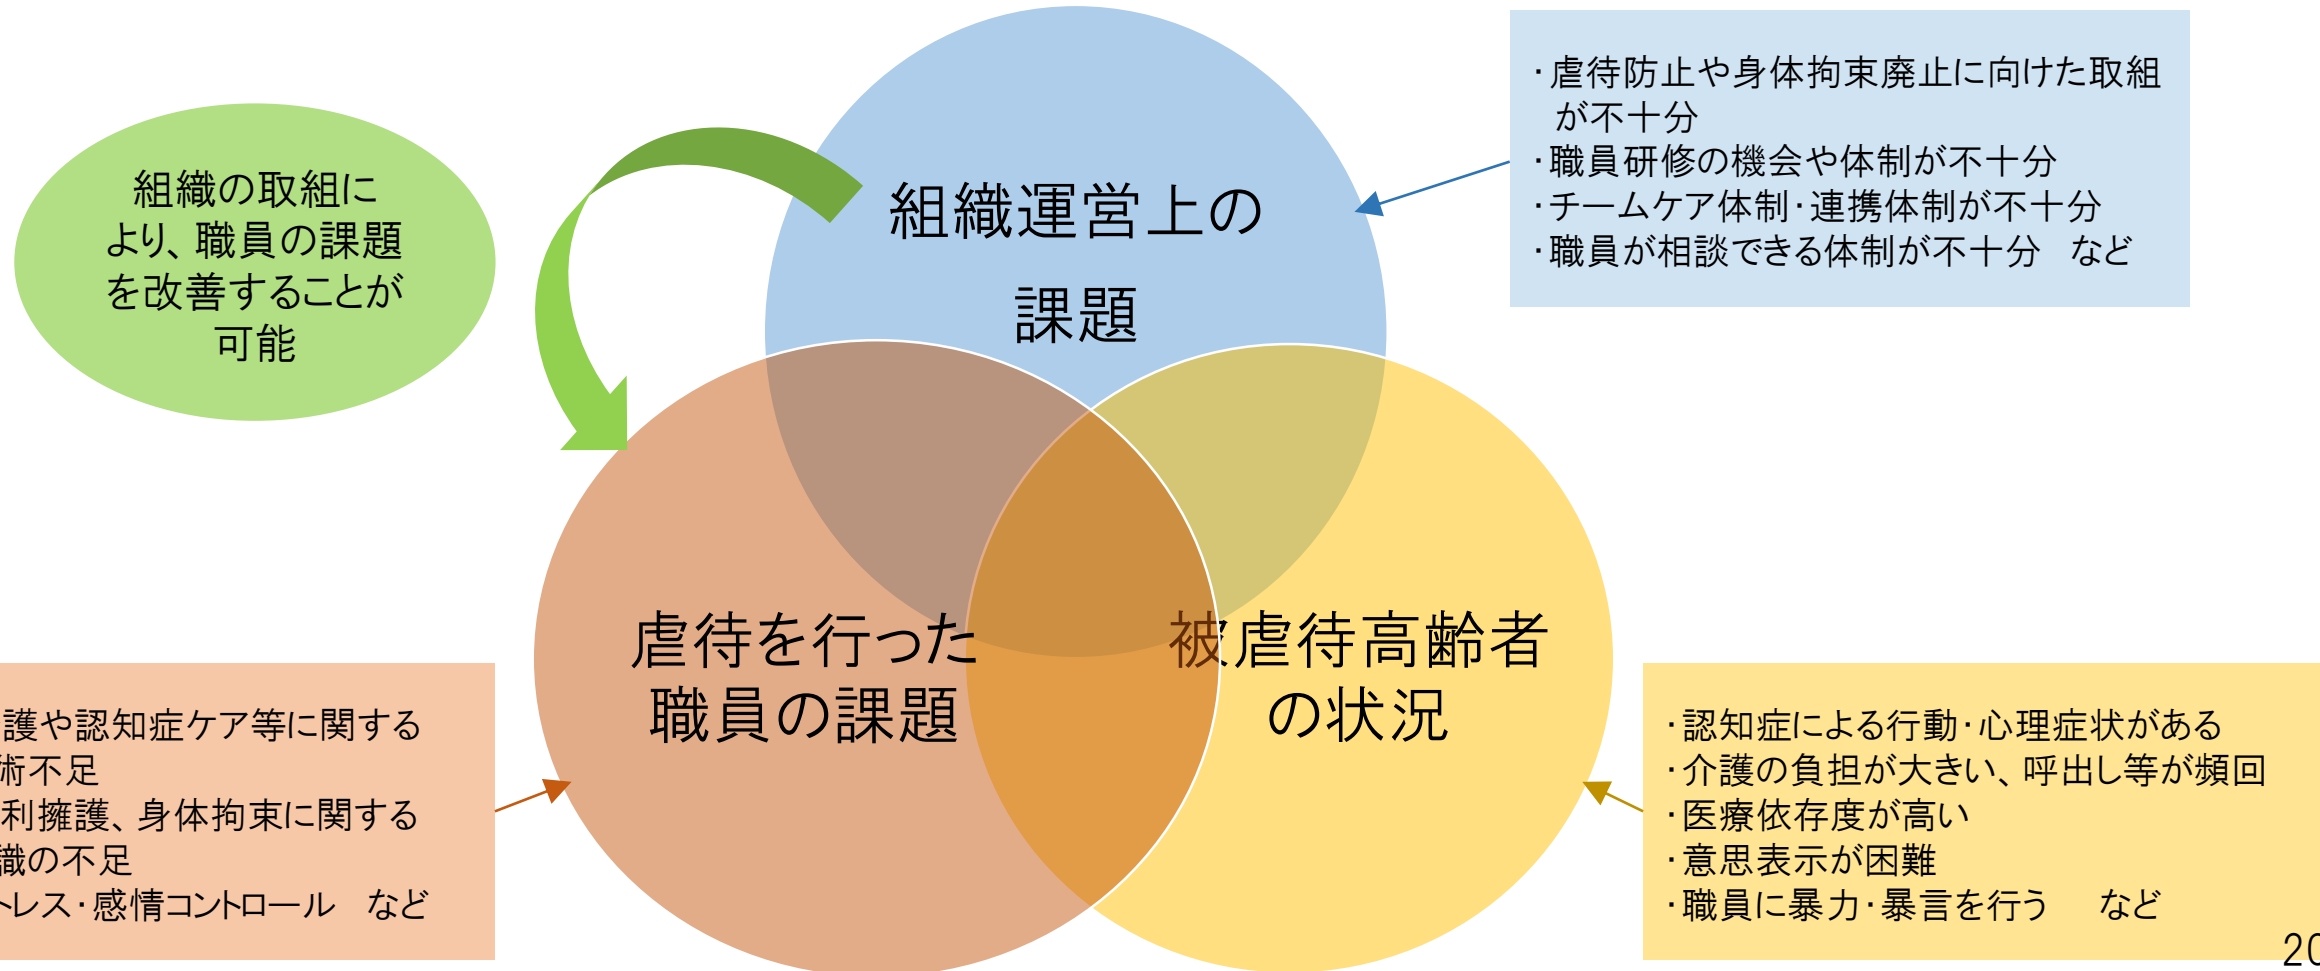 組織の取組に
より、職員の課題
を改善することが
可能
組織運営上の
課題
・虐待防止や身体拘束廃止に向けた取組
が不十分
・職員研修の機会や体制が不十分
・チームケア体制・連携体制が不十分
・職員が相談できる体制が不十分　など
虐待を行った
職員の課題
被虐待高齢者
の状況
護や認知症ケア等に関する
術不足
利擁護、身体拘束に関する
識の不足
トレス・感情コントロール　など
・認知症による行動・心理症状がある
・介護の負担が大きい、呼出し等が頻回
・医療依存度が高い
・意思表示が困難
・職員に暴力・暴言を行う　など
20